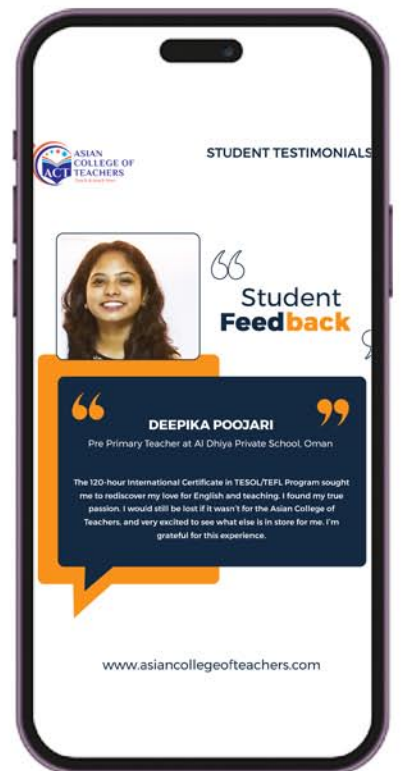 ASIAN
COLLEGE OF
TEACHERS
ACT
STUDENT TESTIMONIALS
Student
Feedback
DEEPIKA POOJARI
Pre Primary Teacher at Al Dhiya Private School, Oman
The 120-hour International Certificate in TESOL/TEFL Program sought
me to rediscover my love for English and teaching. I found my true
passion. I would still be lost if it wasn't for the Asian College of
Teachers, and very excited to see what else is in store for me. I'm
grateful for this experience.
www.asiancollegeofteachers.com